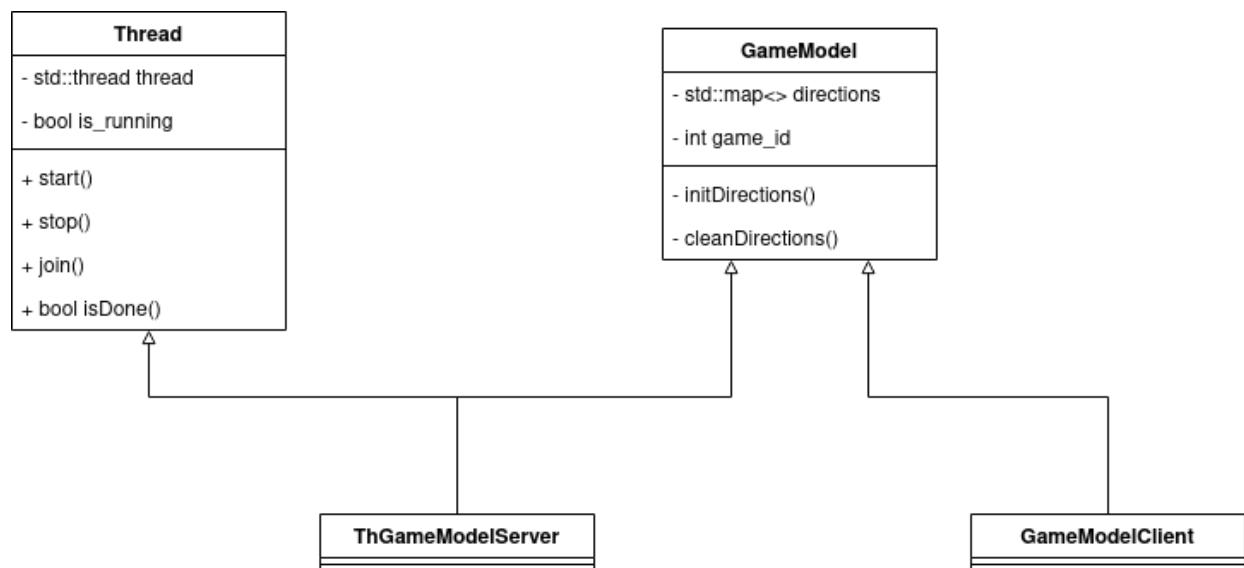 Thread
- std::thread thread
- bool is_running
+ start()
+ stop()
+ join()
+ bool isDone()
GameModel
- std::map<> directions
- int game_id
- initDirections()
- cleanDirections()
ThGameModelServer
GameModelClient